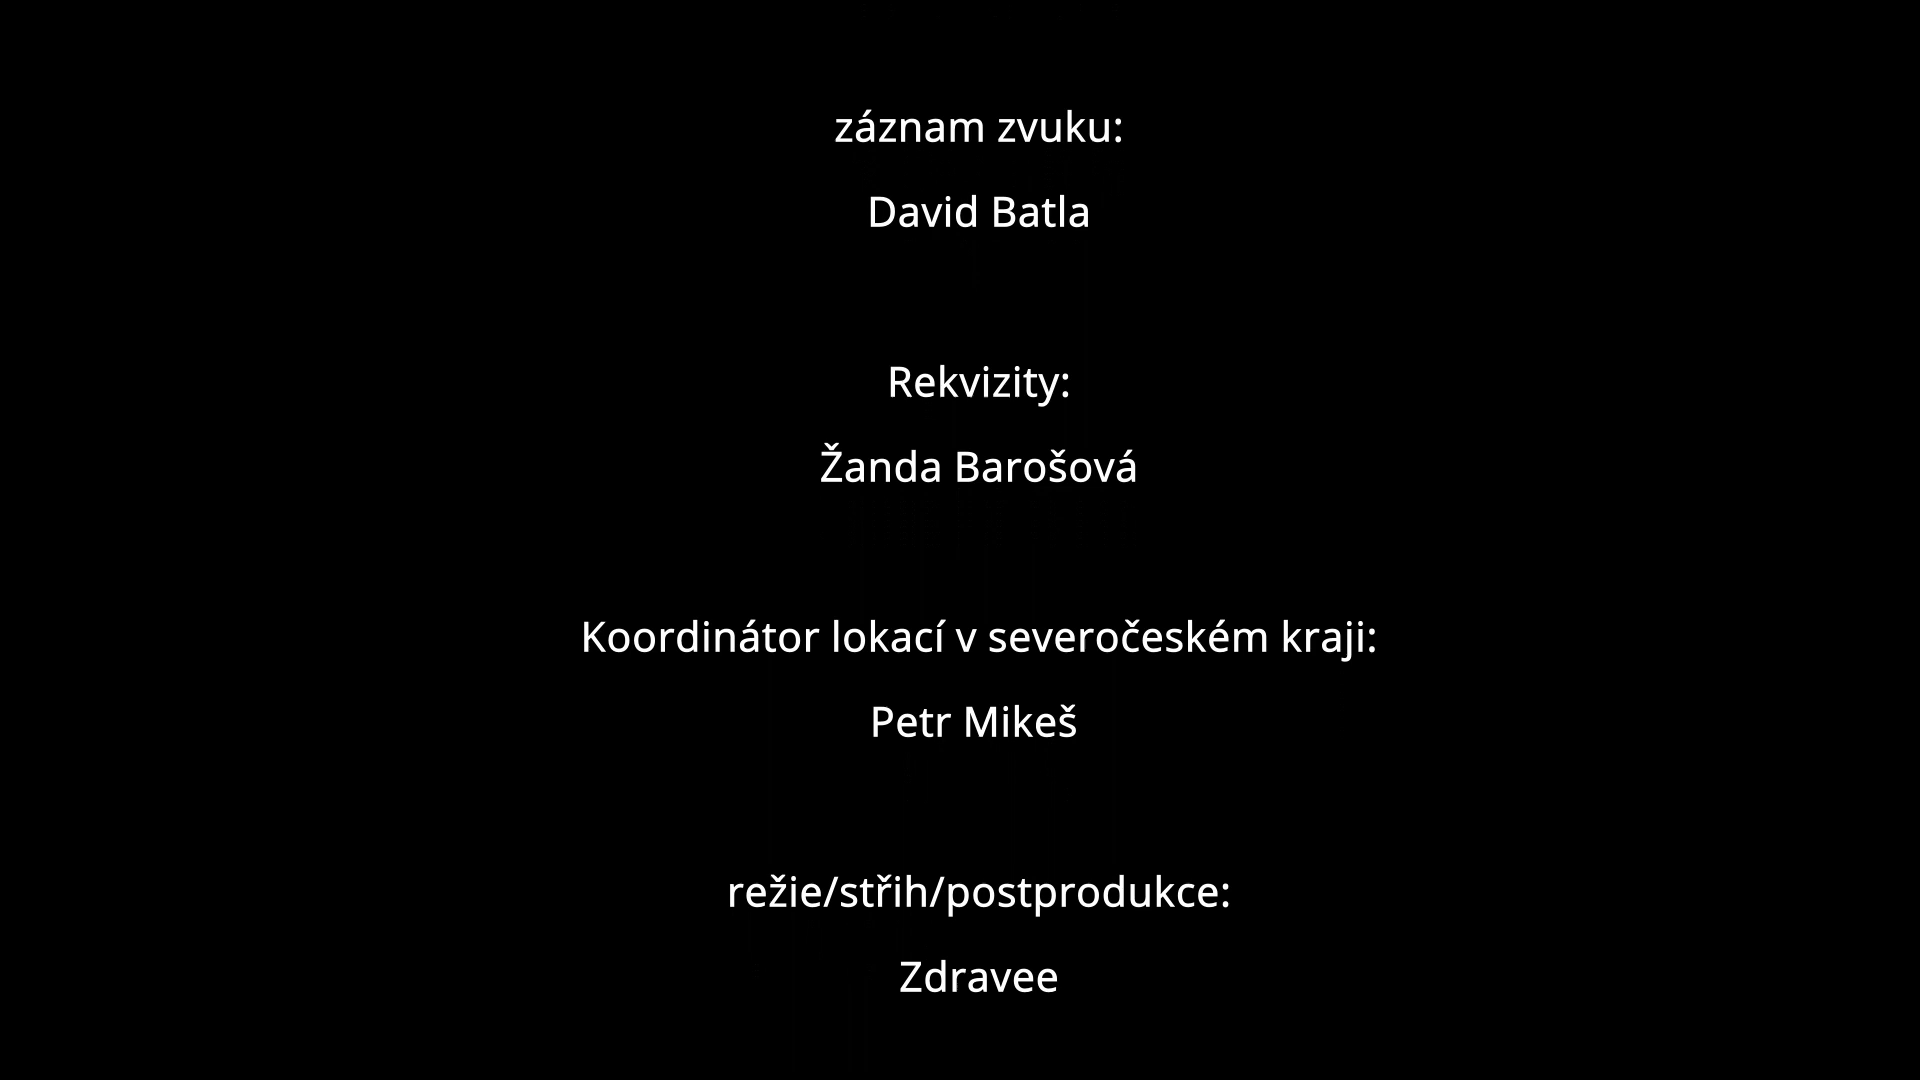 záznam zvuku:
David Batla
Rekvizity:
Žanda Barošová
Koordinátor lokací v severočeském kraji:
Petr Mikeš
režie/střih/postprodukce:
Zdravee